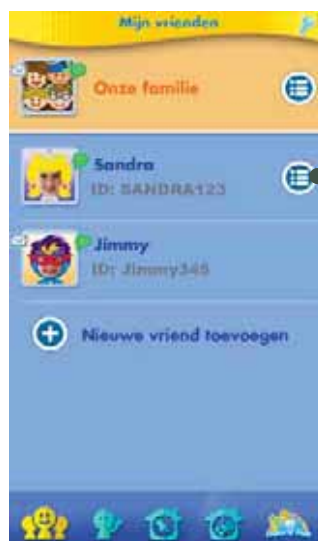 Mijn vrienden
Onze familie
Sandra
ID: SANDRA123
Jimmy
ID: Jimmy345
Nieuwe vriend toevoegen